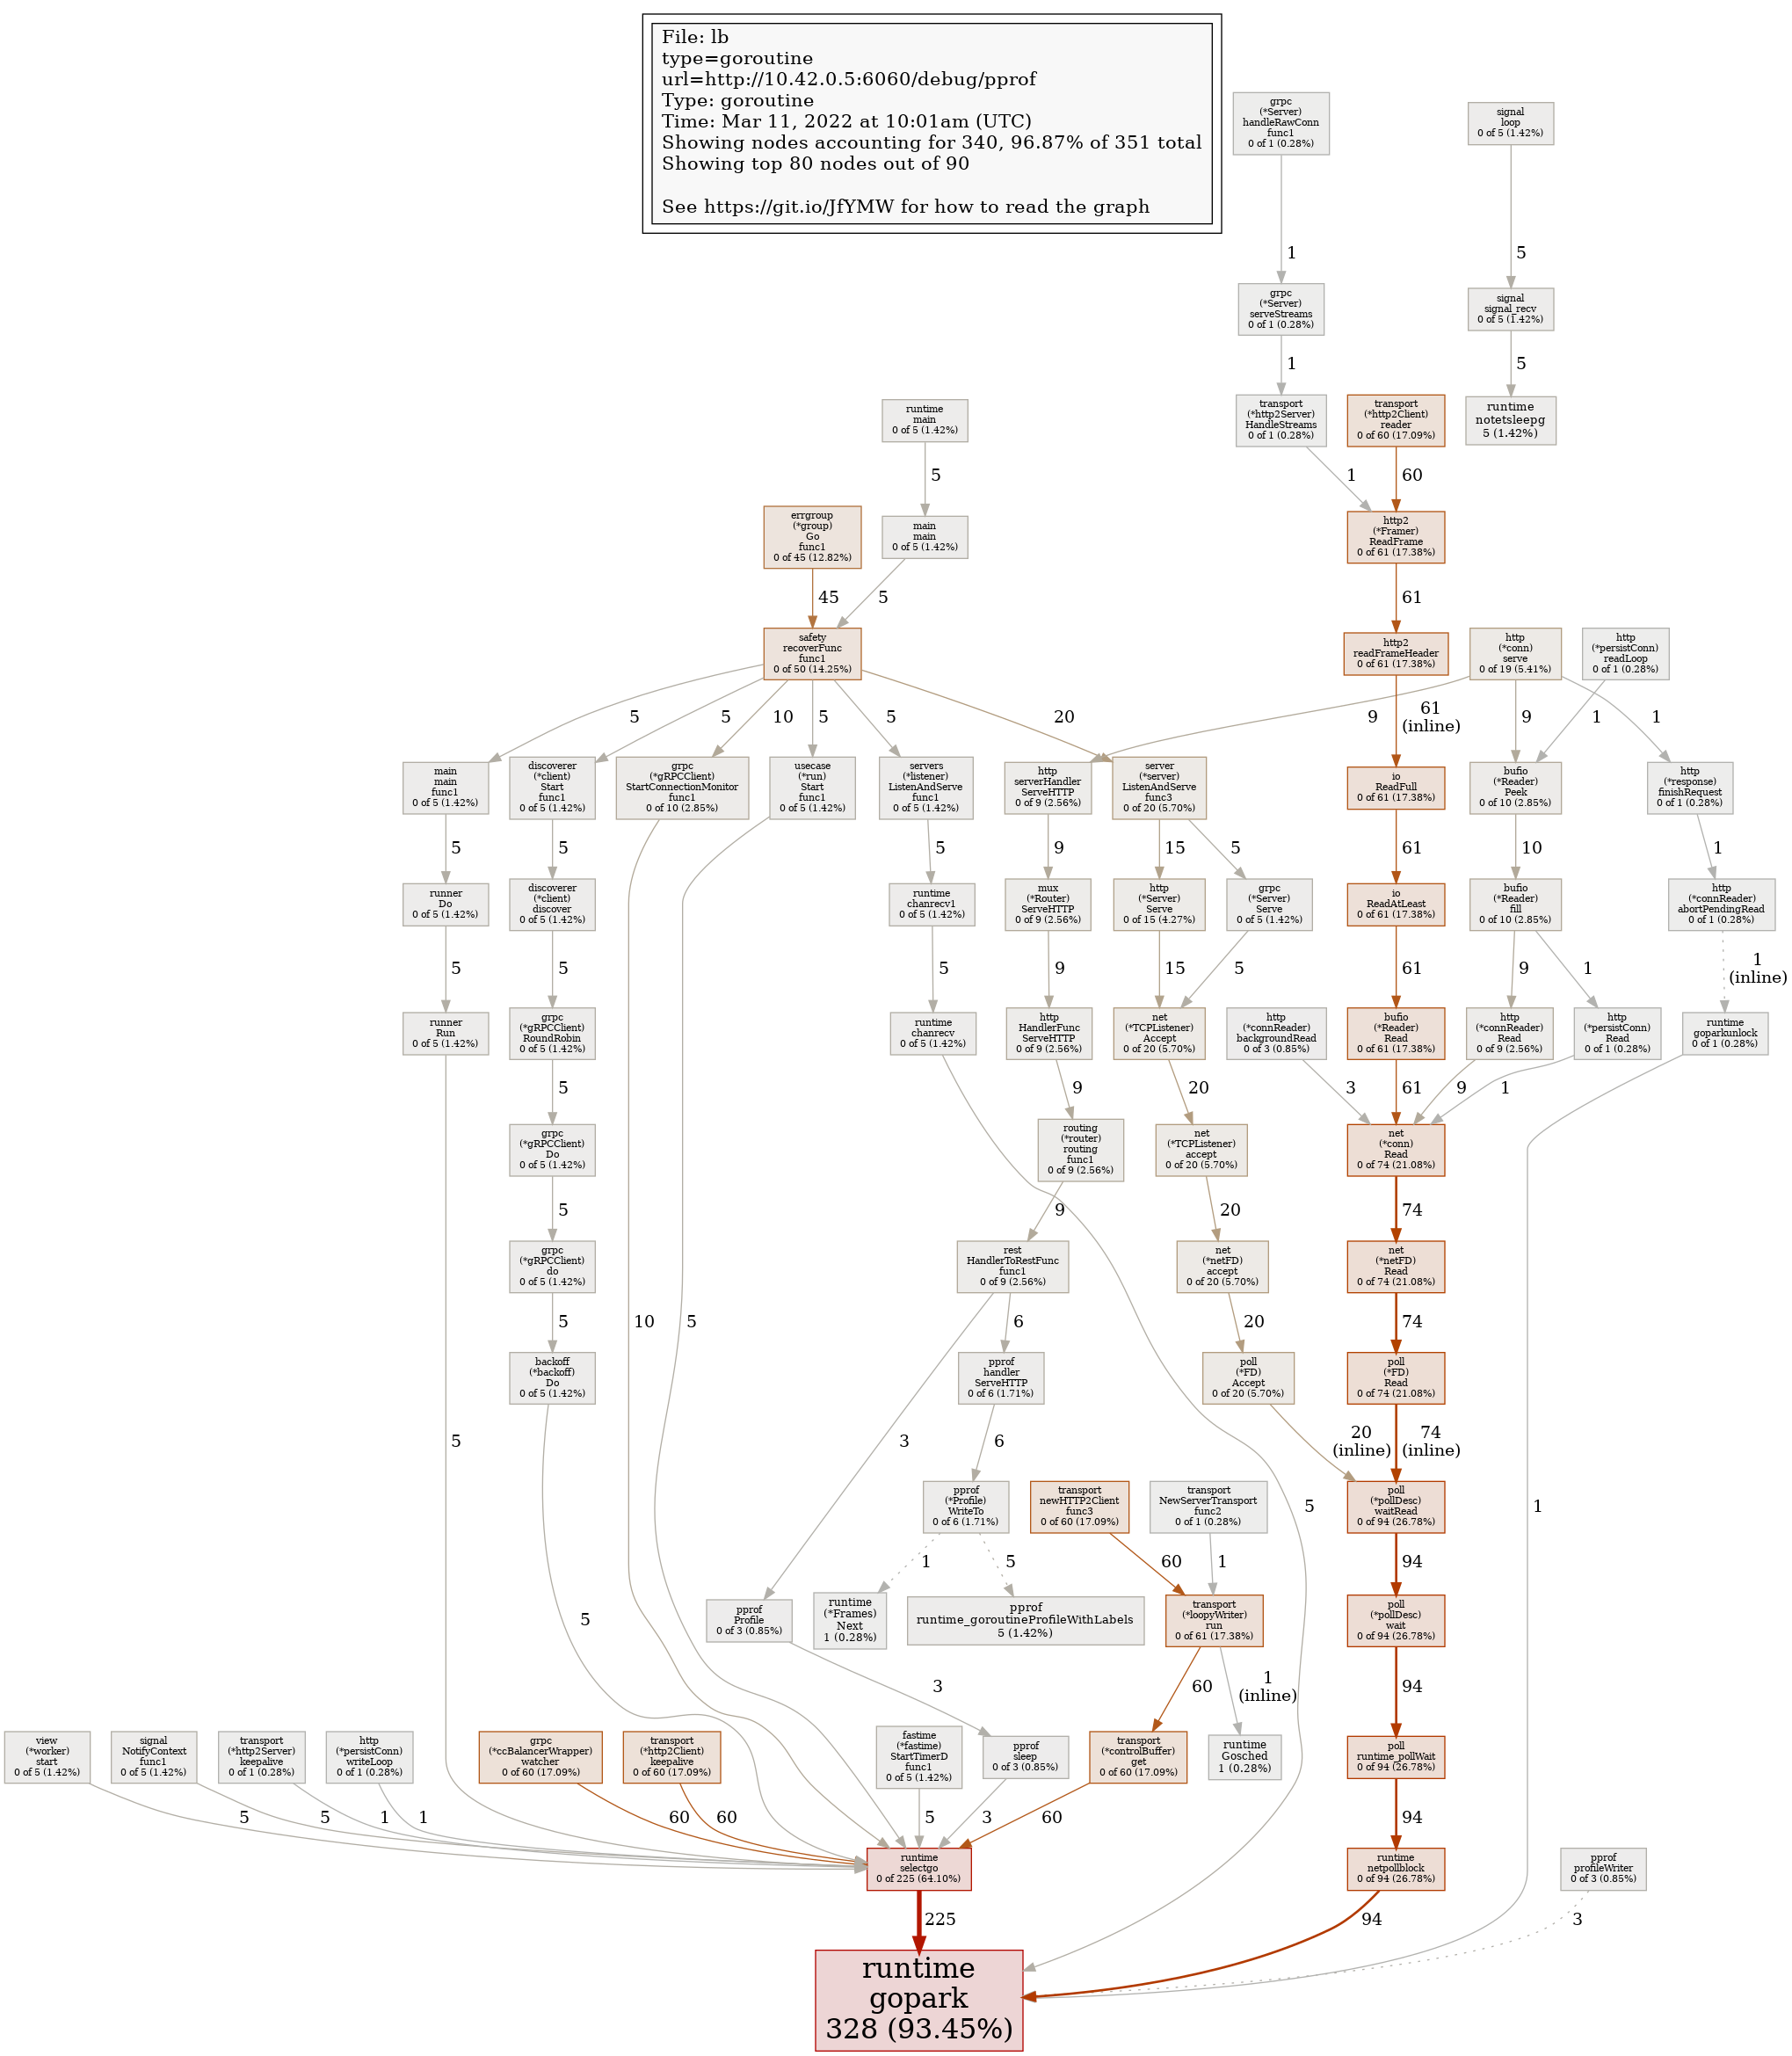 File: lb
type=goroutine
url=http://10.42.0.5:6060/debug/pprof
Type: goroutine
Time: Mar 11, 2022 at 10:01am (UTC)
Showing nodes accounting for 340, 96.87% of 351 total
Showing top 80 nodes out of 90
See https://git.io/JfYMW for how to read the graph
grpc
(*Server)
handleRawConn
func1
0 of 1 (0.28%)
signal
loop
0 of 5 (1.42%)
1
5
grpc
(*Server)
serveStreams
0 of 1 (0.28%)
signal
signal_recv
0 of 5 (1.42%)
1
5
runtime
main
0 of 5 (1.42%)
transport
(*http2Server)
HandleStreams
0 of 1 (0.28%)
transport
(*http2Client)
reader
0 of 60 (17.09%)
runtime
notetsleepg
5 (1.42%)
5
1
60
errgroup
(*group)
Go
func1
0 of 45 (12.82%)
main
main
0 of 5 (1.42%)
http2
(*Framer)
ReadFrame
0 of 61 (17.38%)
45
5
61
safety
recoverFunc
func1
0 of 50 (14.25%)
http2
readFrameHeader
0 of 61 (17.38%)
http
(*conn)
serve
0 of 19 (5.41%)
http
(*persistConn)
readLoop
0 of 1 (0.28%)
5
5
10
5
5
20
9
61
(inline)
9
1
1
main
main
func1
0 of 5 (1.42%)
discoverer
(*client)
Start
func1
0 of 5 (1.42%)
grpc
(*gRPCClient)
StartConnectionMonitor
func1
0 of 10 (2.85%)
usecase
(*run)
Start
func1
0 of 5 (1.42%)
servers
(*listener)
ListenAndServe
func1
0 of 5 (1.42%)
http
serverHandler
ServeHTTP
0 of 9 (2.56%)
server
(*server)
ListenAndServe
func3
0 of 20 (5.70%)
io
ReadFull
0 of 61 (17.38%)
bufio
(*Reader)
Peek
0 of 10 (2.85%)
http
(*response)
finishRequest
0 of 1 (0.28%)
5
5
5
9
15
5
61
10
1
runner
Do
0 of 5 (1.42%)
discoverer
(*client)
discover
0 of 5 (1.42%)
runtime
chanrecv1
0 of 5 (1.42%)
mux
(*Router)
ServeHTTP
0 of 9 (2.56%)
http
(*Server)
Serve
0 of 15 (4.27%)
grpc
(*Server)
Serve
0 of 5 (1.42%)
io
ReadAtLeast
0 of 61 (17.38%)
bufio
(*Reader)
fill
0 of 10 (2.85%)
http
(*connReader)
abortPendingRead
0 of 1 (0.28%)
5
5
5
9
15
5
61
9
1
1
(inline)
runner
Run
0 of 5 (1.42%)
grpc
(*gRPCClient)
RoundRobin
0 of 5 (1.42%)
runtime
chanrecv
0 of 5 (1.42%)
http
HandlerFunc
ServeHTTP
0 of 9 (2.56%)
net
(*TCPListener)
Accept
0 of 20 (5.70%)
http
(*connReader)
backgroundRead
0 of 3 (0.85%)
bufio
(*Reader)
Read
0 of 61 (17.38%)
http
(*connReader)
Read
0 of 9 (2.56%)
http
(*persistConn)
Read
0 of 1 (0.28%)
runtime
goparkunlock
0 of 1 (0.28%)
5
9
20
3
61
9
1
grpc
(*gRPCClient)
Do
0 of 5 (1.42%)
routing
(*router)
routing
func1
0 of 9 (2.56%)
net
(*TCPListener)
accept
0 of 20 (5.70%)
net
(*conn)
Read
0 of 74 (21.08%)
5
9
20
74
grpc
(*gRPCClient)
do
0 of 5 (1.42%)
rest
HandlerToRestFunc
func1
0 of 9 (2.56%)
net
(*netFD)
accept
0 of 20 (5.70%)
net
(*netFD)
Read
0 of 74 (21.08%)
5
10
5
6
20
74
backoff
(*backoff)
Do
0 of 5 (1.42%)
pprof
handler
ServeHTTP
0 of 6 (1.71%)
poll
(*FD)
Accept
0 of 20 (5.70%)
poll
(*FD)
Read
0 of 74 (21.08%)
5
3
6
20
(inline)
74
(inline)
pprof
(*Profile)
WriteTo
0 of 6 (1.71%)
transport
newHTTP2Client
func3
0 of 60 (17.09%)
transport
NewServerTransport
func2
0 of 1 (0.28%)
5
poll
(*pollDesc)
waitRead
0 of 94 (26.78%)
1
1
5
60
1
94
5
pprof
Profile
0 of 3 (0.85%)
runtime
(*Frames)
Next
1 (0.28%)
pprof
runtime_goroutineProfileWithLabels
5 (1.42%)
transport
(*loopyWriter)
run
0 of 61 (17.38%)
poll
(*pollDesc)
wait
0 of 94 (26.78%)
3
60
1
(inline)
94
view
(*worker)
start
0 of 5 (1.42%)
signal
NotifyContext
func1
0 of 5 (1.42%)
transport
(*http2Server)
keepalive
0 of 1 (0.28%)
http
(*persistConn)
writeLoop
0 of 1 (0.28%)
grpc
(*ccBalancerWrapper)
watcher
0 of 60 (17.09%)
transport
(*http2Client)
keepalive
0 of 60 (17.09%)
fastime
(*fastime)
StartTimerD
func1
0 of 5 (1.42%)
pprof
sleep
0 of 3 (0.85%)
transport
(*controlBuffer)
get
0 of 60 (17.09%)
runtime
Gosched
1 (0.28%)
poll
runtime_pollWait
0 of 94 (26.78%)
5
5
1
1
60
60
5
3
60
94
runtime
selectgo
0 of 225 (64.10%)
runtime
netpollblock
0 of 94 (26.78%)
pprof
profileWriter
0 of 3 (0.85%)
225
94
3
runtime
gopark
328 (93.45%)